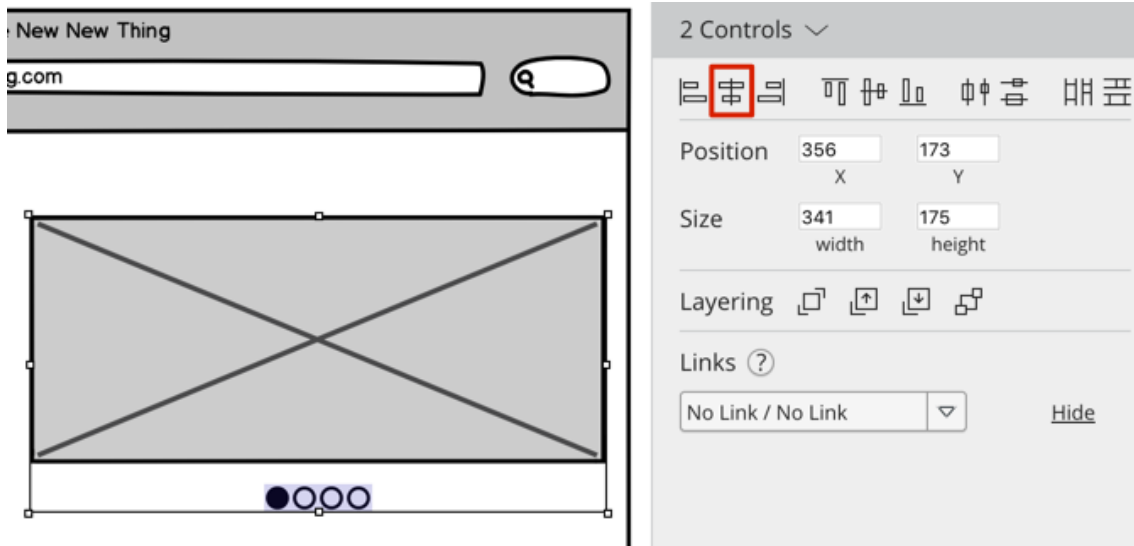 New New Thing
g.com
2 Controls
Position 356 173
X Y
Size 341 175
width height
Layering
Links ?
No Link / No Link Hide